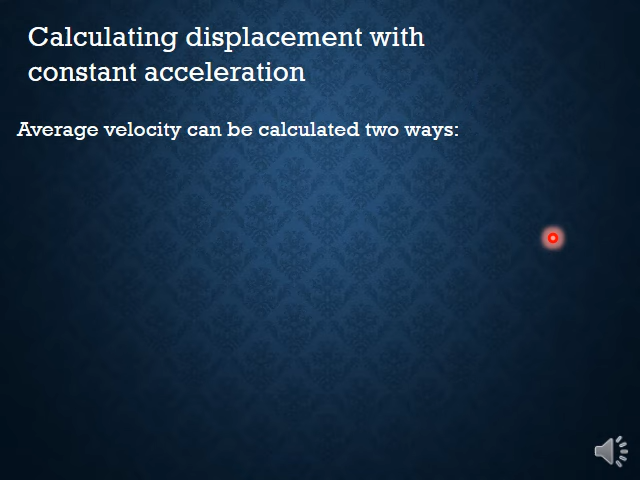 Calculating displacement with
constant acceleration
Average velocity can be calculated two ways: